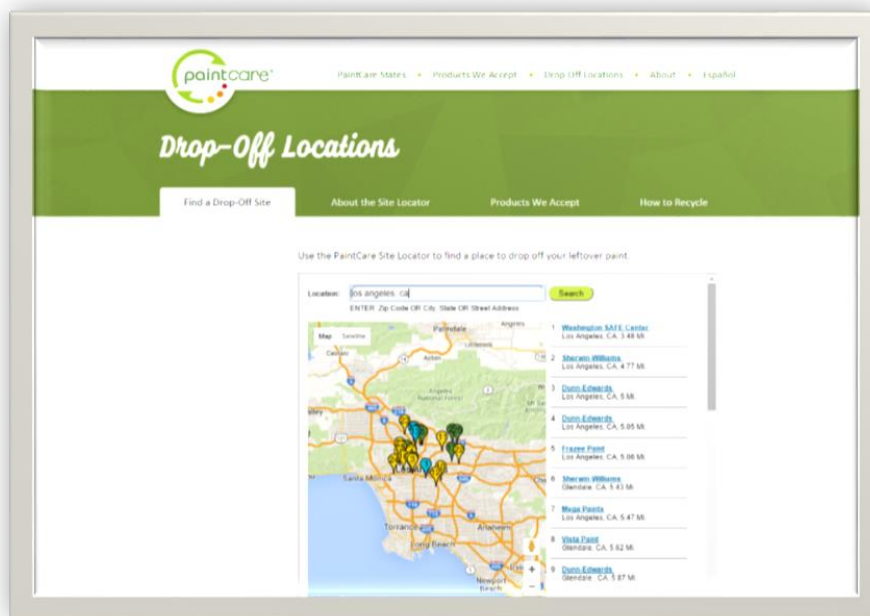 paintcare
PaintCare States • Products We Accept • Drop Off Locations • About • Español
Drop-Off Locations
Find a Drop-Off Site
About the Site Locator
Products We Accept
How to Recycle
Use the PaintCare Site Locator to find a place to drop off your leftover paint.
Location:
los angeles, ca
Search
ENTER: Zip Code OR City, State OR Street Address
Map
Satellite
Palmdale
Acton
Angeles
National Forest
Santa Monica
Torrance
Anaheim
Long Beach
Newport
Beach
1 Washington SAFE Center
Los Angeles, CA, 3.48 Mi.
2 Sherwin Williams
Los Angeles, CA, 4.77 Mi.
3 Dunn-Edwards
Los Angeles, CA, 5 Mi.
4 Dunn-Edwards
Los Angeles, CA, 5.05 Mi.
5 Frazee Paint
Los Angeles, CA, 5.06 Mi.
6 Sherwin Williams
Glendale, CA,
7 Mega Paints
Los Angeles, CA, 5.47 Mi.
8 Vista Paint
Glendale, CA, 5.62 Mi.
9 Dunn-Edwards
Glendale, CA, 5.87 Mi.